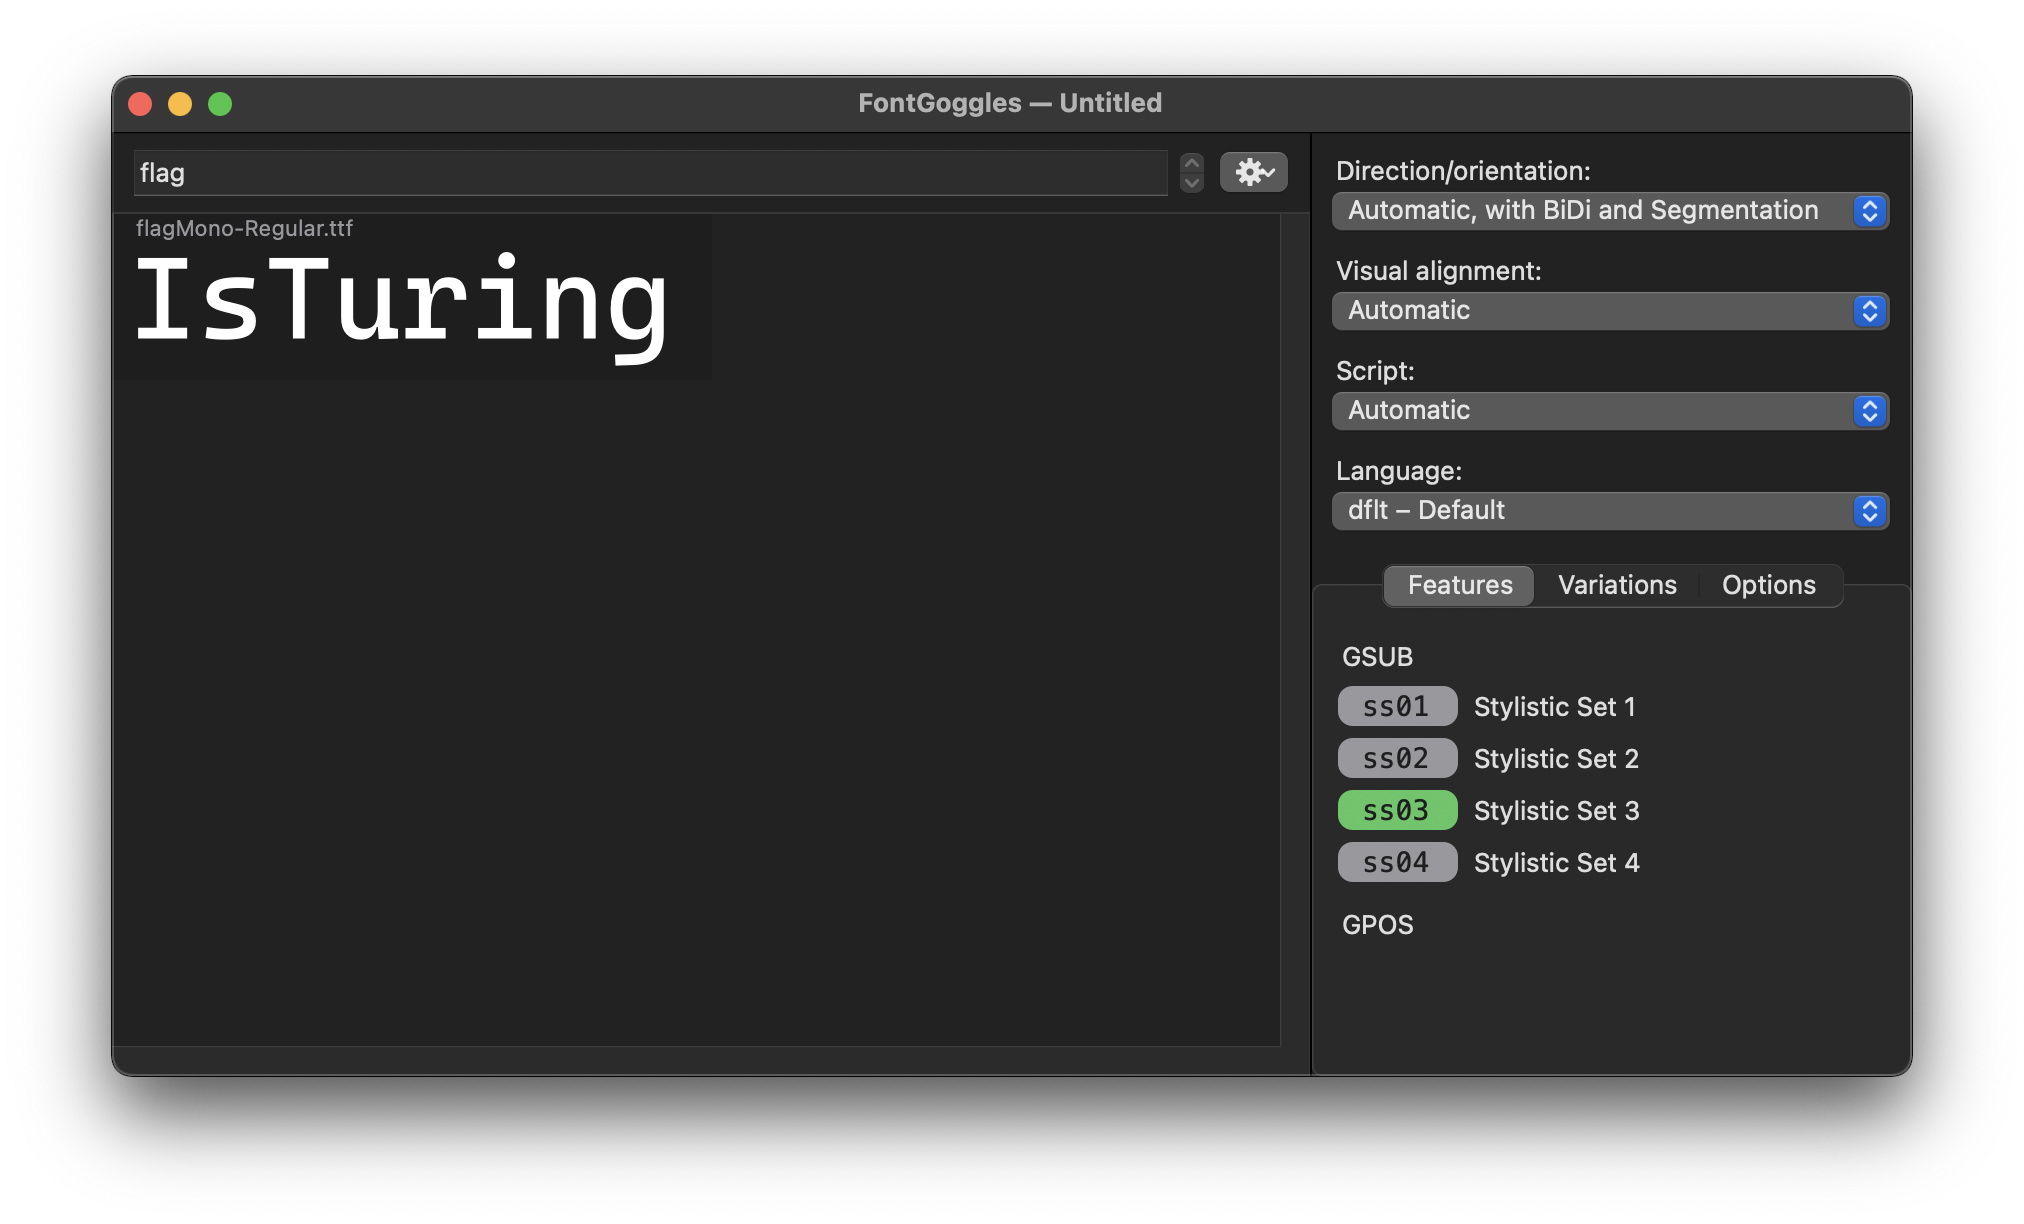 FontGoggles — Untitled
flag
flagMono-Regular.ttf
IsTuring
Direction/orientation:
Automatic, with BiDi and Segmentation
Visual alignment:
Automatic
Script:
Automatic
Language:
dflt – Default
Features Variations Options
GSUB
ss01 Stylistic Set 1
ss02 Stylistic Set 2
ss03 Stylistic Set 3
ss04 Stylistic Set 4
GPOS